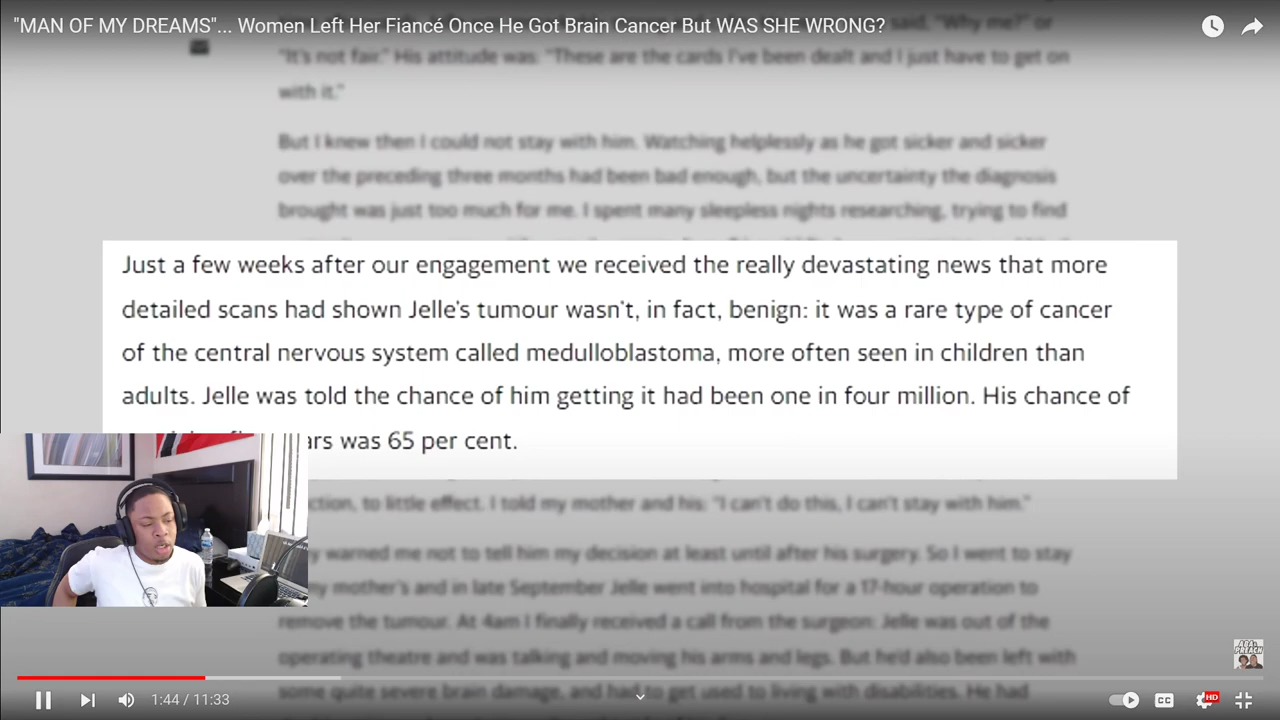 "MAN OF MY DREAMS"... Women Left Her Fiancé Once He Got Brain Cancer But WAS SHE WRONG?
said, "Why me?" or
"It's not fair." His attitude was: "These are the cards I've been dealt and I just have to get on
with it."
But I knew then I could not stay with him. Watching helplessly as he got sicker and sicker
over the preceding three months had been bad enough, but the uncertainty the diagnosis
brought was just too much for me. I spent many sleepless nights researching, trying to find
Just a few weeks after our engagement we received the really devastating news that more
detailed scans had shown Jelle's tumour wasn't, in fact, benign: it was a rare type of cancer
of the central nervous system called medulloblastoma, more often seen in children than
adults. Jelle was told the chance of him getting it had been one in four million. His chance of
was 65 per cent.
to little effect. I told my mother and his: "I can't do this, I can't stay with him."
warned me not to tell him my decision at least until after his surgery. So I went to stay
my mother's and in late September Jelle went into hospital for a 17-hour operation to
remove the tumour. At 4am I finally received a call from the surgeon: Jelle was out of the
operating theatre and was talking and moving his arms and legs. But he'd also been left with
some quite severe brain damage, and had to get used to living with disabilities. He had
PREACH
1:44 / 11:33
CC
HD